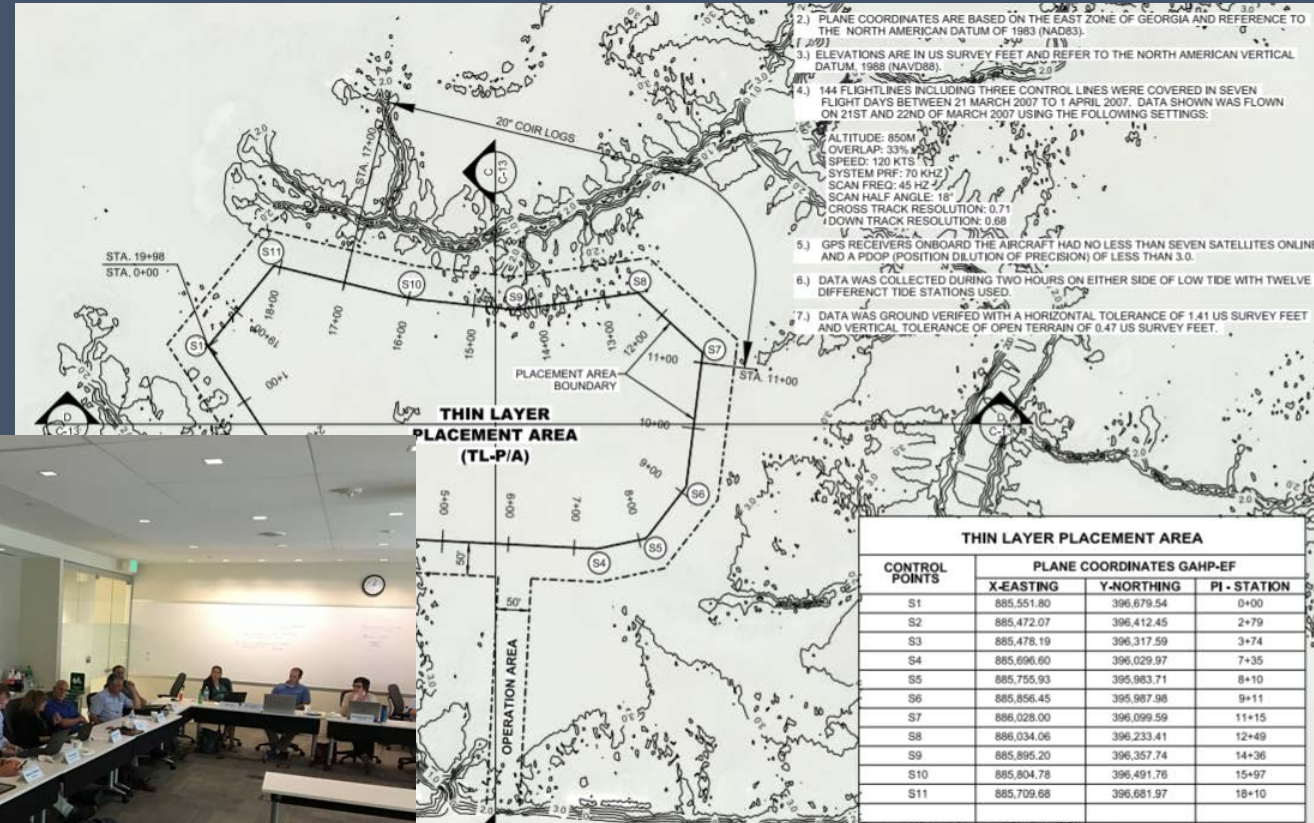 2.) PLANE COORDINATES ARE BASED ON THE EAST ZONE OF GEORGIA AND REFERENCE TO
THE NORTH AMERICAN DATUM OF 1983 (NAD83).
3.) ELEVATIONS ARE IN US SURVEY FEET AND REFER TO THE NORTH AMERICAN VERTICAL
DATUM, 1988 (NAVD88).
4.) 144 FLIGHTLINES INCLUDING THREE CONTROL LINES WERE COVERED IN SEVEN
FLIGHT DAYS BETWEEN 21 MARCH 2007 TO 1 APRIL 2007. DATA SHOWN WAS FLOWN
ON 21ST AND 22ND OF MARCH 2007 USING THE FOLLOWING SETTINGS:
ALTITUDE: 850M
OVERLAP: 33%
SPEED: 120 KTS
SYSTEM PRF: 70 KHZ
SCAN FREQ: 45 HZ
SCAN HALF ANGLE: 18°
CROSS TRACK RESOLUTION: 0.71
DOWN TRACK RESOLUTION: 0.68
5.) GPS RECEIVERS ONBOARD THE AIRCRAFT HAD NO LESS THAN SEVEN SATELLITES ONLINE
AND A PDOP (POSITION DILUTION OF PRECISION) OF LESS THAN 3.0.
6.) DATA WAS COLLECTED DURING TWO HOURS ON EITHER SIDE OF LOW TIDE WITH TWELVE
DIFFERENCT TIDE STATIONS USED.
7.) DATA WAS GROUND VERIFED WITH A HORIZONTAL TOLERANCE OF 1.41 US SURVEY FEET
AND VERTICAL TOLERANCE OF OPEN TERRAIN OF 0.47 US SURVEY FEET.
20" COIR LOGS
STA. 17+00
C
C-13
STA. 19+98
STA. 0+00
S11
S10
S9
S8
S7
S1
19+00
18+00
17+00
16+00
15+00
14+00
13+00
12+00
11+00
1+00
STA. 11+00
PLACEMENT AREA
BOUNDARY
D
C-13
D
THIN LAYER
PLACEMENT AREA
(TL-P/A)
10+00
9+00
8+00
7+00
6+00
5+00
S6
S5
S4
50'
50'
OPERATION AREA
THIN LAYER PLACEMENT AREA
CONTROL POINTS PLANE COORDINATES GAHP-EF
X-EASTING Y-NORTHING PI - STATION
S1 885,551.80 396,679.54 0+00
S2 885,472.07 396,412.45 2+79
S3 885,478.19 396,317.59 3+74
S4 885,696.60 396,029.97 7+35
S5 885,755.93 395,983.71 8+10
S6 885,856.45 395,987.98 9+11
S7 886,028.00 396,099.59 11+15
S8 886,034.06 396,233.41 12+49
S9 885,895.20 396,357.74 14+36
S10 885,804.78 396,491.76 15+97
S11 885,709.68 396,681.97 18+10